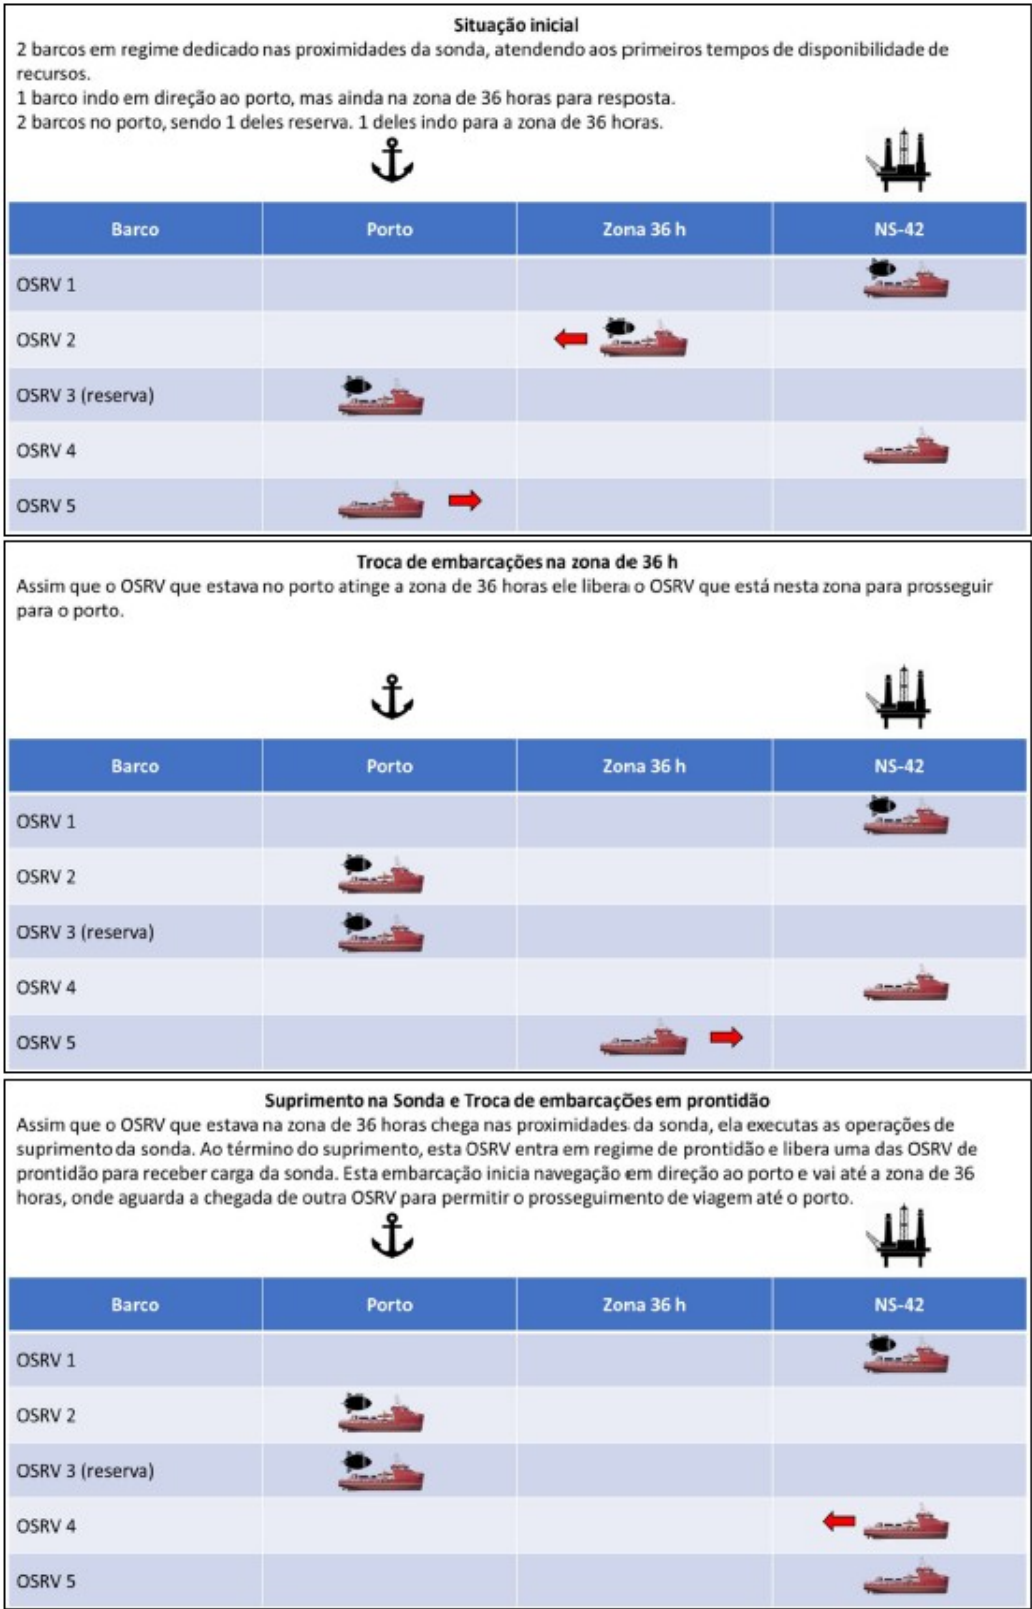 Situação inicial
2 barcos em regime dedicado nas proximidades da sonda, atendendo aos primeiros tempos de disponibilidade de
recursos.
1 barco indo em direção ao porto, mas ainda na zona de 36 horas para resposta.
2 barcos no porto, sendo 1 deles reserva. 1 deles indo para a zona de 36 horas.
Barco Porto Zona 36 h NS-42
OSRV 1
OSRV 2
OSRV 3 (reserva)
OSRV 4
OSRV 5
Troca de embarcações na zona de 36 h
Assim que o OSRV que estava no porto atinge a zona de 36 horas ele libera o OSRV que está nesta zona para prosseguir
para o porto.
Barco Porto Zona 36 h NS-42
OSRV 1
OSRV 2
OSRV 3 (reserva)
OSRV 4
OSRV 5
Suprimento na Sonda e Troca de embarcações em prontidão
Assim que o OSRV que estava na zona de 36 horas chega nas proximidades da sonda, ela executas as operações de
suprimento da sonda. Ao término do suprimento, esta OSRV entra em regime de prontidão e libera uma das OSRV de
prontidão para receber carga da sonda. Esta embarcação inicia navegação em direção ao porto e vai até a zona de 36
horas, onde aguarda a chegada de outra OSRV para permitir o prosseguimento de viagem até o porto.
Barco Porto Zona 36 h NS-42
OSRV 1
OSRV 2
OSRV 3 (reserva)
OSRV 4
OSRV 5